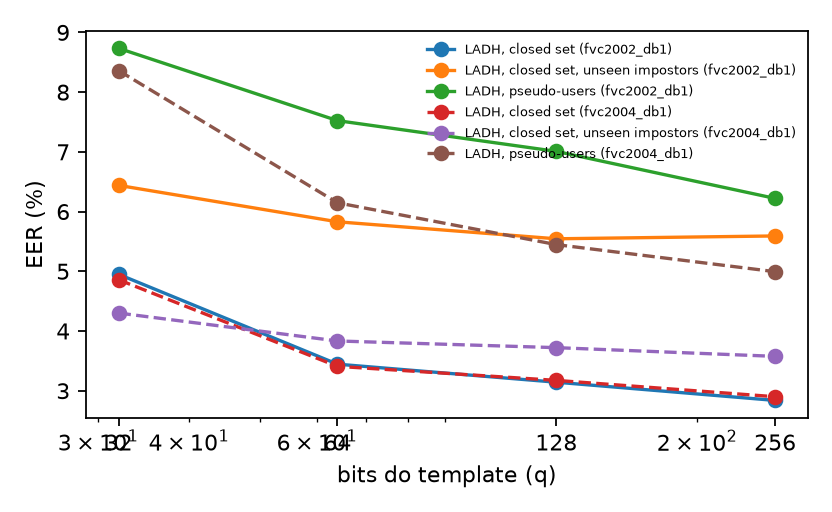 9
8
7
6
5
4
3
EER (%)
LADH, closed set (fvc2002_db1)
LADH, closed set, unseen impostors (fvc2002_db1)
LADH, pseudo-users (fvc2002_db1)
LADH, closed set (fvc2004_db1)
LADH, closed set, unseen impostors (fvc2004_db1)
LADH, pseudo-users (fvc2004_db1)
3 × 10¹ 32 4 × 10¹ 6 × 10¹ 64 128 2 × 10² 256
bits do template (q)